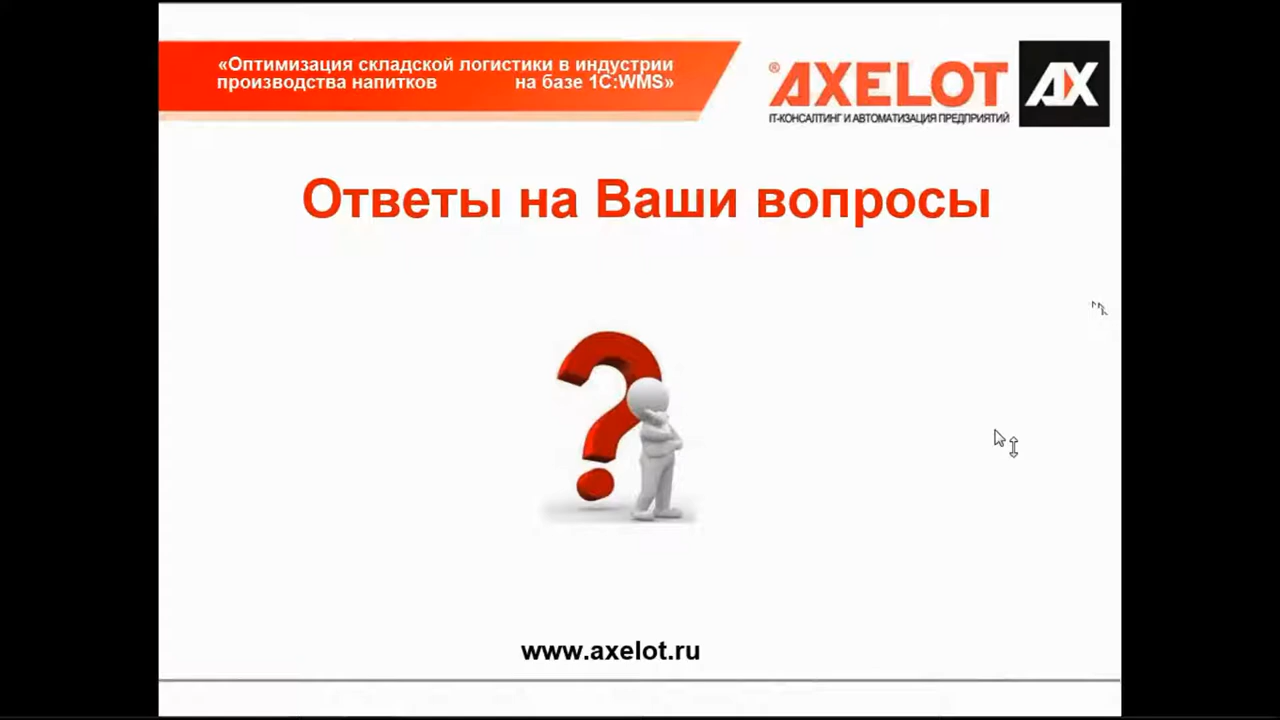 «Оптимизация складской логистики в индустрии
производства напитков на базе 1С:WMS»
®AXELOT
AX
IT-КОНСАЛТИНГ И АВТОМАТИЗАЦИЯ ПРЕДПРИЯТИЙ
Ответы на Ваши вопросы
?
www.axelot.ru